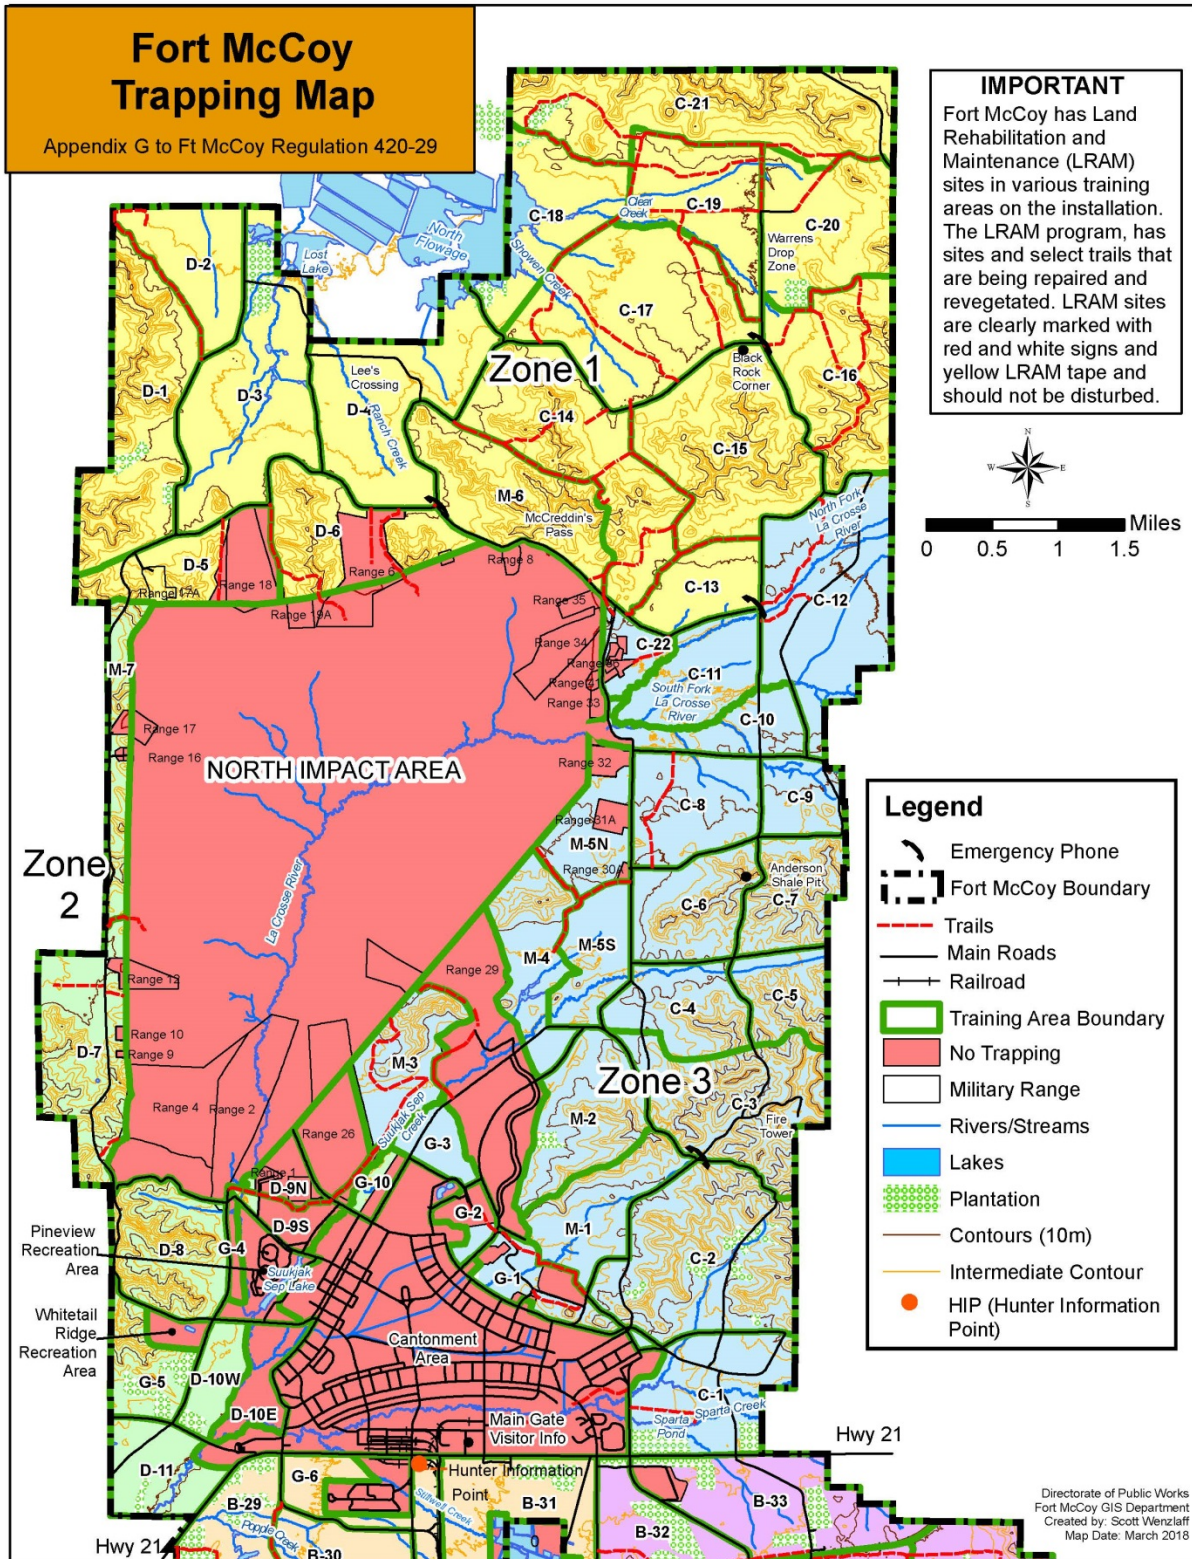 Fort McCoy
Trapping Map
Appendix G to Ft McCoy Regulation 420-29
IMPORTANT
Fort McCoy has Land
Rehabilitation and
Maintenance (LRAM)
sites in various training
areas on the installation.
The LRAM program, has
sites and select trails that
are being repaired and
revegetated. LRAM sites
are clearly marked with
red and white signs and
yellow LRAM tape and
should not be disturbed.
N
W E
S
Miles
0 0.5 1 1.5
C-21
C-18
Clear
Creek
C-19
C-20
North
Flowage
Lost
Lake
Showen Creek
Warrens
Drop
Zone
D-2
C-17
Zone 1
Black
Rock
Corner
C-16
D-1
D-3
Lee's
Crossing
D-4
Ranch Creek
C-14
C-15
M-6
McCreddin's
Pass
North Fork
La Crosse
River
D-6
D-5
Range 17A
Range 18
Range 6
Range 8
Range 19A
Range 35
C-13
C-12
Range 34
C-22
M-7
C-11
South Fork
La Crosse
River
Range 33
C-10
Range 17
Range 16
NORTH IMPACT AREA
Range 32
C-8
C-9
Range 31A
M-5N
Zone
2
Range 30A
Anderson
Shale Pit
C-6
C-7
La Crosse River
M-5S
M-4
Range 29
Range 12
C-5
C-4
Range 10
Range 9
D-7
M-3
Zone 3
Range 4
Range 2
M-2
C-3
Fire
Tower
Suukjak Sep
Creek
Range 26
G-3
Range 1
D-9N
G-10
G-2
D-9S
M-1
Pineview
Recreation
Area
D-8
G-4
C-2
Suukjak
Sep Lake
G-1
Whitetail
Ridge
Recreation
Area
Cantonment
Area
D-10W
G-5
C-1
Sparta Creek
Sparta
Pond
D-10E
Main Gate
Visitor Info
Hwy 21
D-11
G-6
Hunter Information
Point
B-29
Stillwell Creek
B-31
B-33
Popple Creek
B-32
Hwy 21
B-30
Legend
Emergency Phone
Fort McCoy Boundary
Trails
Main Roads
Railroad
Training Area Boundary
No Trapping
Military Range
Rivers/Streams
Lakes
Plantation
Contours (10m)
Intermediate Contour
HIP (Hunter Information
Point)
Directorate of Public Works
Fort McCoy GIS Department
Created by: Scott Wenzlaff
Map Date: March 2018